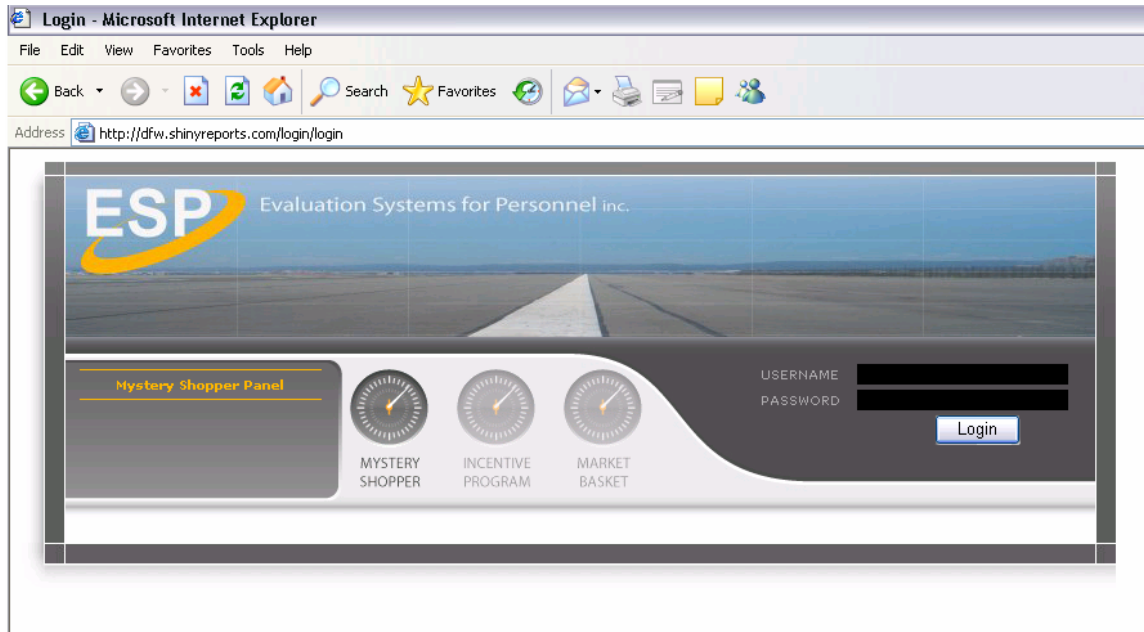 Login - Microsoft Internet Explorer
File Edit View Favorites Tools Help
Back Search Favorites
Address http://dfw.shinyreports.com/login/login
ESP Evaluation Systems for Personnel inc.
Mystery Shopper Panel
MYSTERY SHOPPER
INCENTIVE PROGRAM
MARKET BASKET
USERNAME
PASSWORD
Login